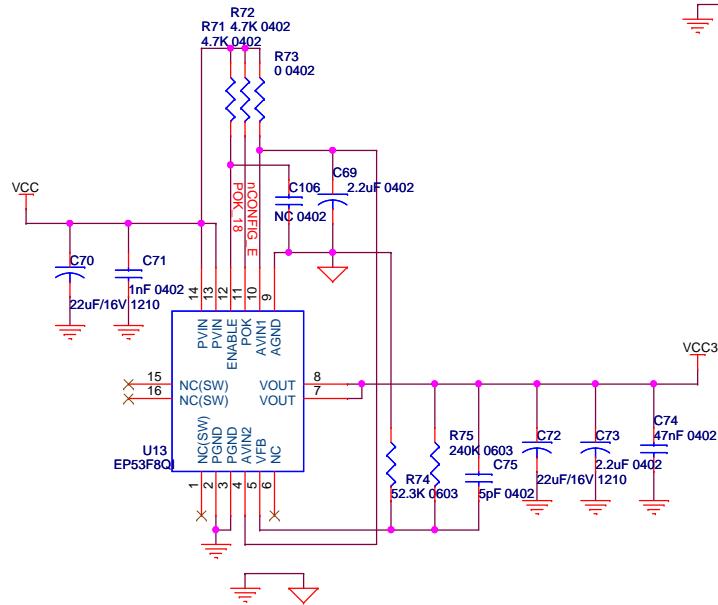 R72
R71 4.7K 0402
4.7K 0402
R73
0 0402
VCC
C70
22uF/16V 1210
C71
1nF 0402
nCONFIG_E
POK_18
C106
NC 0402
C69
2.2uF 0402
14
13
12
11
10
9
PVIN
PVIN
ENABLE
POK
AVIN1
AGND
15
16
NC(SW)
NC(SW)
VOUT
VOUT
8
7
U13
EP53F8QI
NC(SW)
PGND
PGND
AVIN2
VFB
NC
1
2
3
4
5
6
VCC3
R74
52.3K 0603
R75
240K 0603
C75
5pF 0402
C72
22uF/16V 1210
C73
2.2uF 0402
C74
47nF 0402